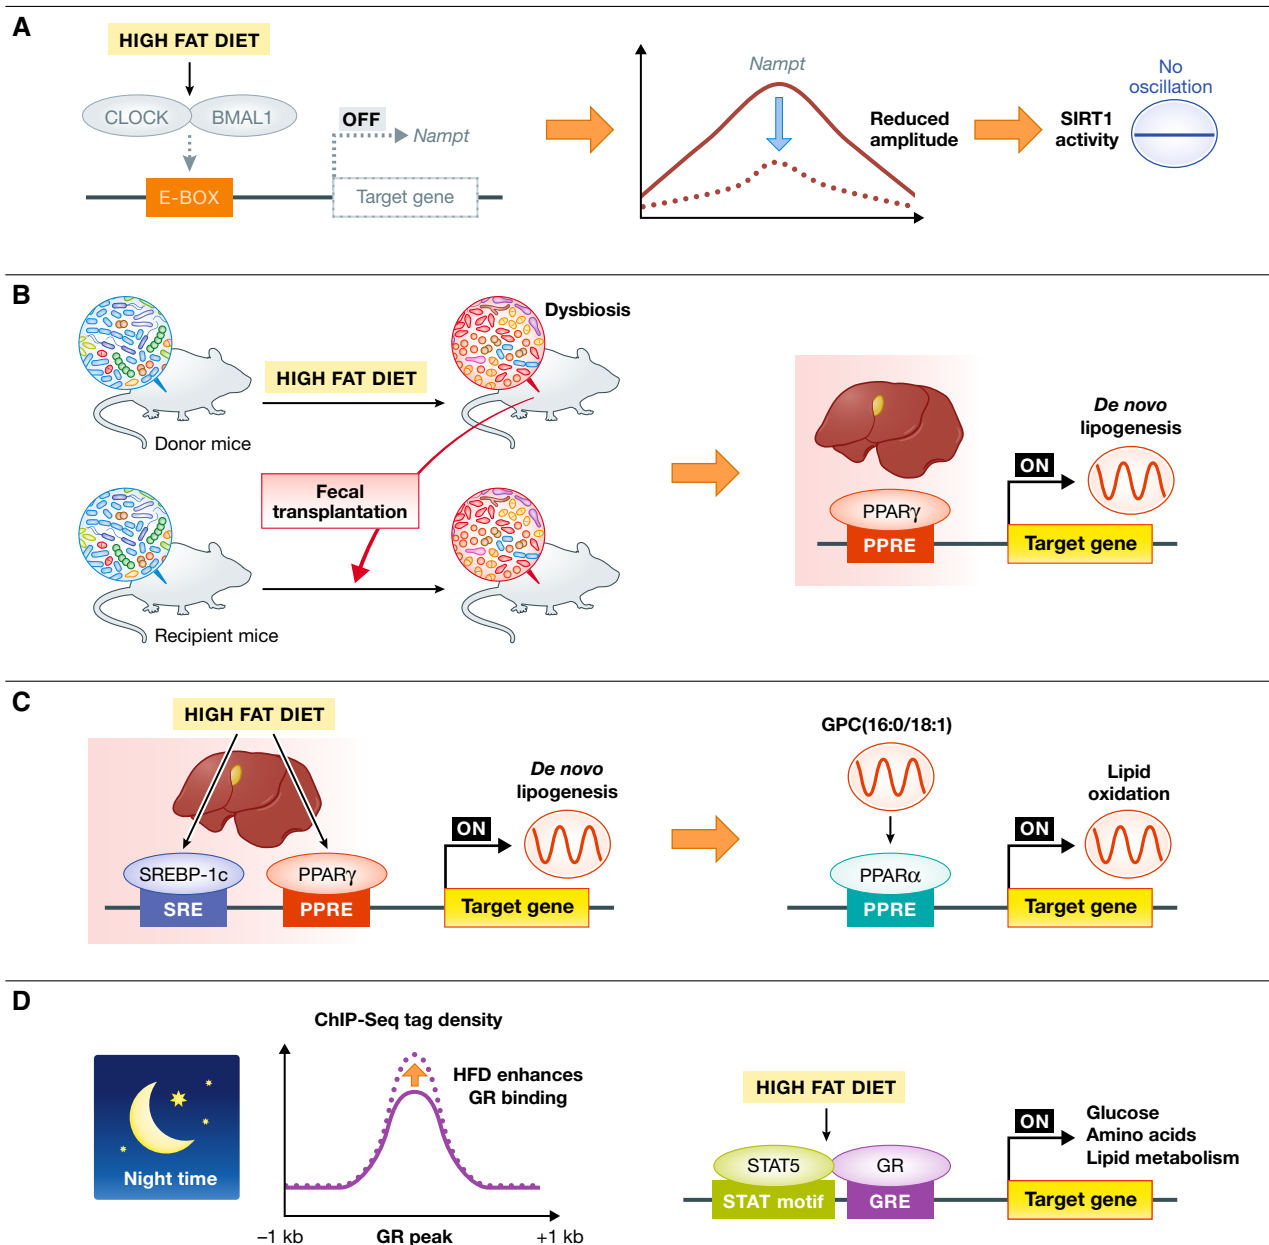 A
HIGH FAT DIET
CLOCK
BMAL1
OFF
Nampt
E-BOX
Target gene
Nampt
Reduced
amplitude
SIRT1
activity
No
oscillation
B
Dysbiosis
HIGH FAT DIET
Donor mice
Fecal
transplantation
Recipient mice
De novo
lipogenesis
ON
PPARγ
PPRE
Target gene
C
HIGH FAT DIET
De novo
lipogenesis
ON
SREBP-1c
PPARγ
SRE
PPRE
Target gene
GPC(16:0/18:1)
Lipid
oxidation
ON
PPARα
PPRE
Target gene
D
Night time
ChIP-Seq tag density
HFD enhances
GR binding
–1 kb
GR peak
+1 kb
HIGH FAT DIET
STAT5
GR
STAT motif
GRE
ON
Glucose
Amino acids
Lipid metabolism
Target gene